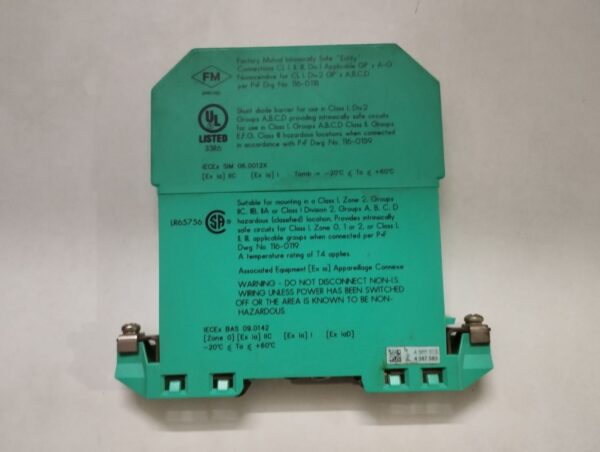 FM
APPROVED
Factory Mutual Intrinsically Safe "Entity"
Connections CL I, II, III, Div.1 Applicable GP's A-G
Nonincendive for CL I, Div.2 GP's A,B,C,D
per P+F Drg No. 116-0118
UL
LISTED
33R6
Shunt diode barrier for use in Class I, Div.2
Groups A,B,C,D providing intrinsically safe circuits
for use in Class I, Groups A,B,C,D Class II, Groups
E,F,G, Class III hazardous locations when connected
in accordance with P+F Dwg No. 116-0139
IECEx SIM 08.0012X
[Ex ia] IIC [Ex ia] I Tamb = -20°C ≤ Ta ≤ +60°C
LR65756 SA ®
Suitable for mounting in a Class I, Zone 2, Groups
IIC, IIB, IIA or Class I Division 2, Groups A, B, C, D
hazardous (classified) location. Provides intrinsically
safe circuits for Class I, Zone 0, 1 or 2, or Class I,
II, III, applicable groups when connected per P+F
Dwg No. 116-0119
A temperature rating of T4 applies
Associated Equipment [Ex ia] Appareillage Connexe
WARNING - DO NOT DISCONNECT NON-I.S
WIRING UNLESS POWER HAS BEEN SWITCHED
OFF OR THE AREA IS KNOWN TO BE NON-
HAZARDOUS
IECEx BAS 09.0142
[Zone 0] [Ex ia] IIC [Ex ia] I [Ex iaD]
-20°C ≤ Ta ≤ +60°C